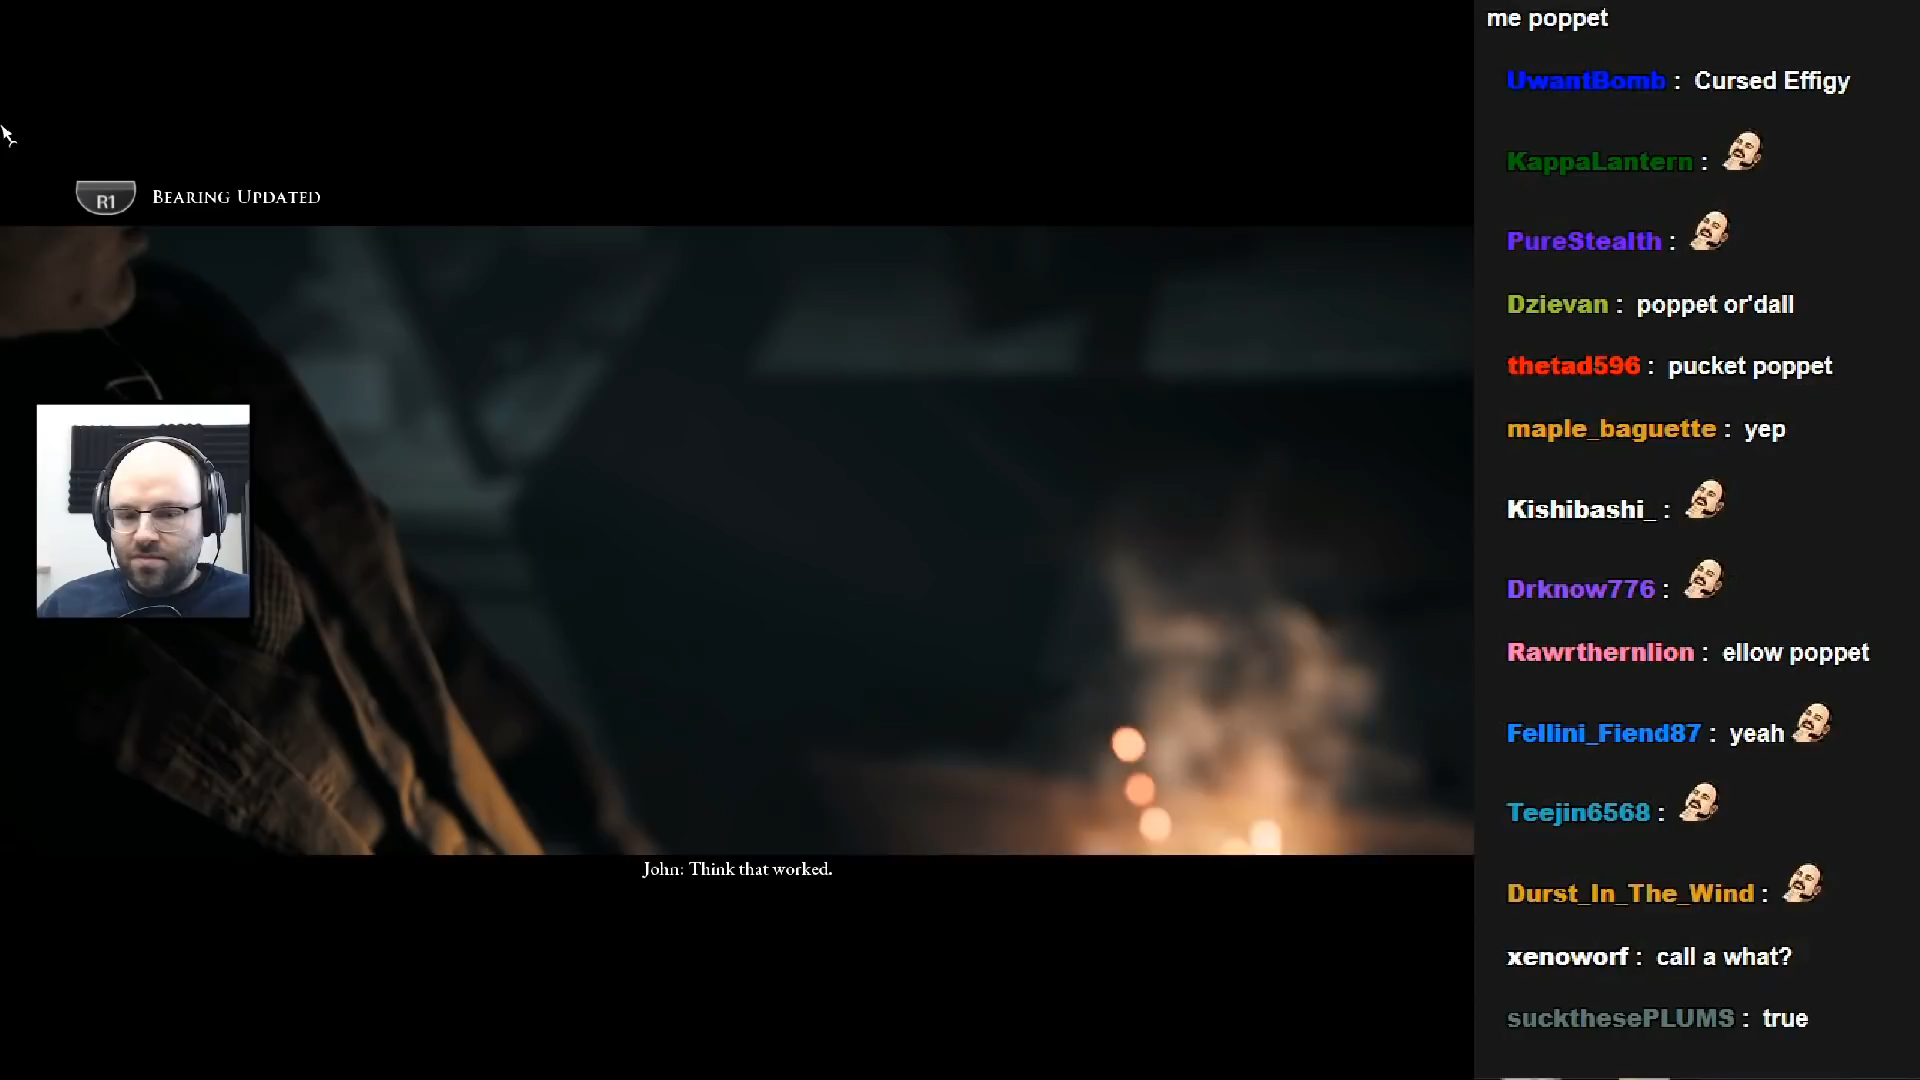 me poppet
UwantBomb : Cursed Effigy
KappaLantern :
R1 Bearing Updated
PureStealth :
Dzievan : poppet or'dall
thetad596 : pucket poppet
maple_baguette : yep
Kishibashi_ :
Drknow776 :
Rawrthernlion : ellow poppet
Fellini_Fiend87 : yeah
Teejin6568 :
John: Think that worked.
Durst_In_The_Wind :
xenoworf : call a what?
suckthesePLUMS : true